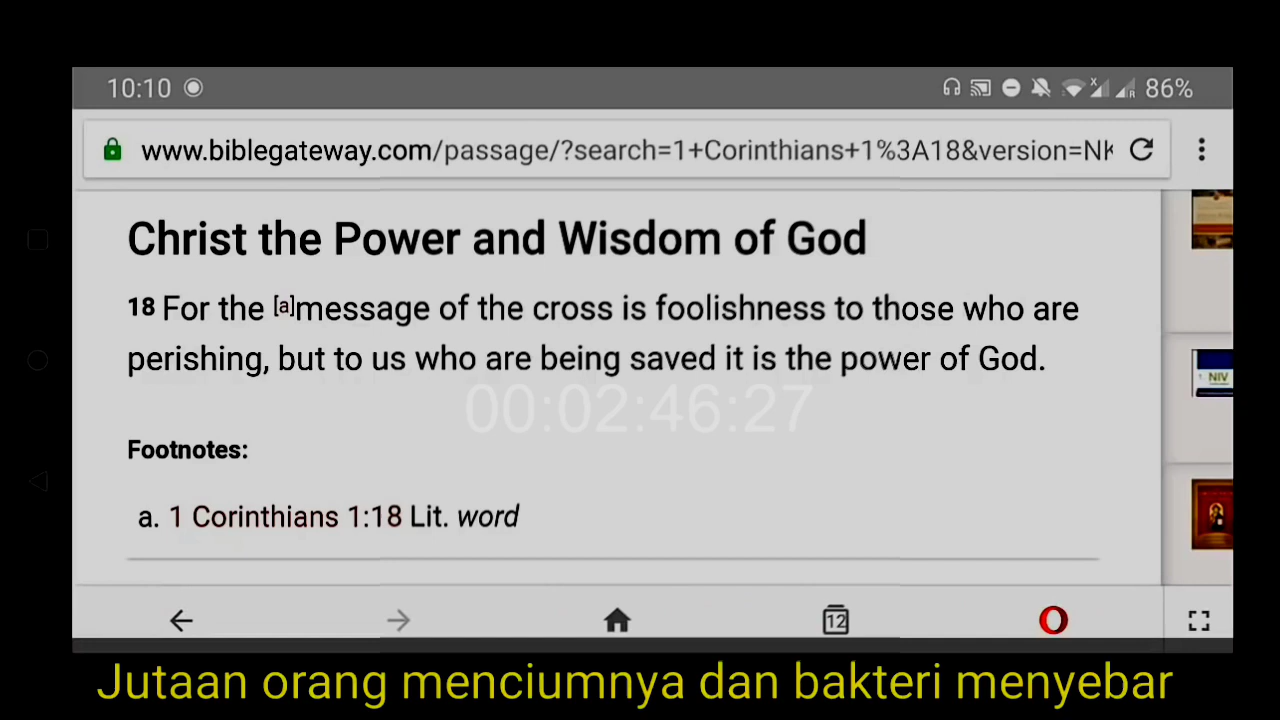 10:10 86%
www.biblegateway.com/passage/?search=1+Corinthians+1%3A18&version=NK
Christ the Power and Wisdom of God
18 For the [a]message of the cross is foolishness to those who are
perishing, but to us who are being saved it is the power of God.
00:02:46:27
NIV
Footnotes:
a. 1 Corinthians 1:18 Lit. word
12
Jutaan orang menciumnya dan bakteri menyebar